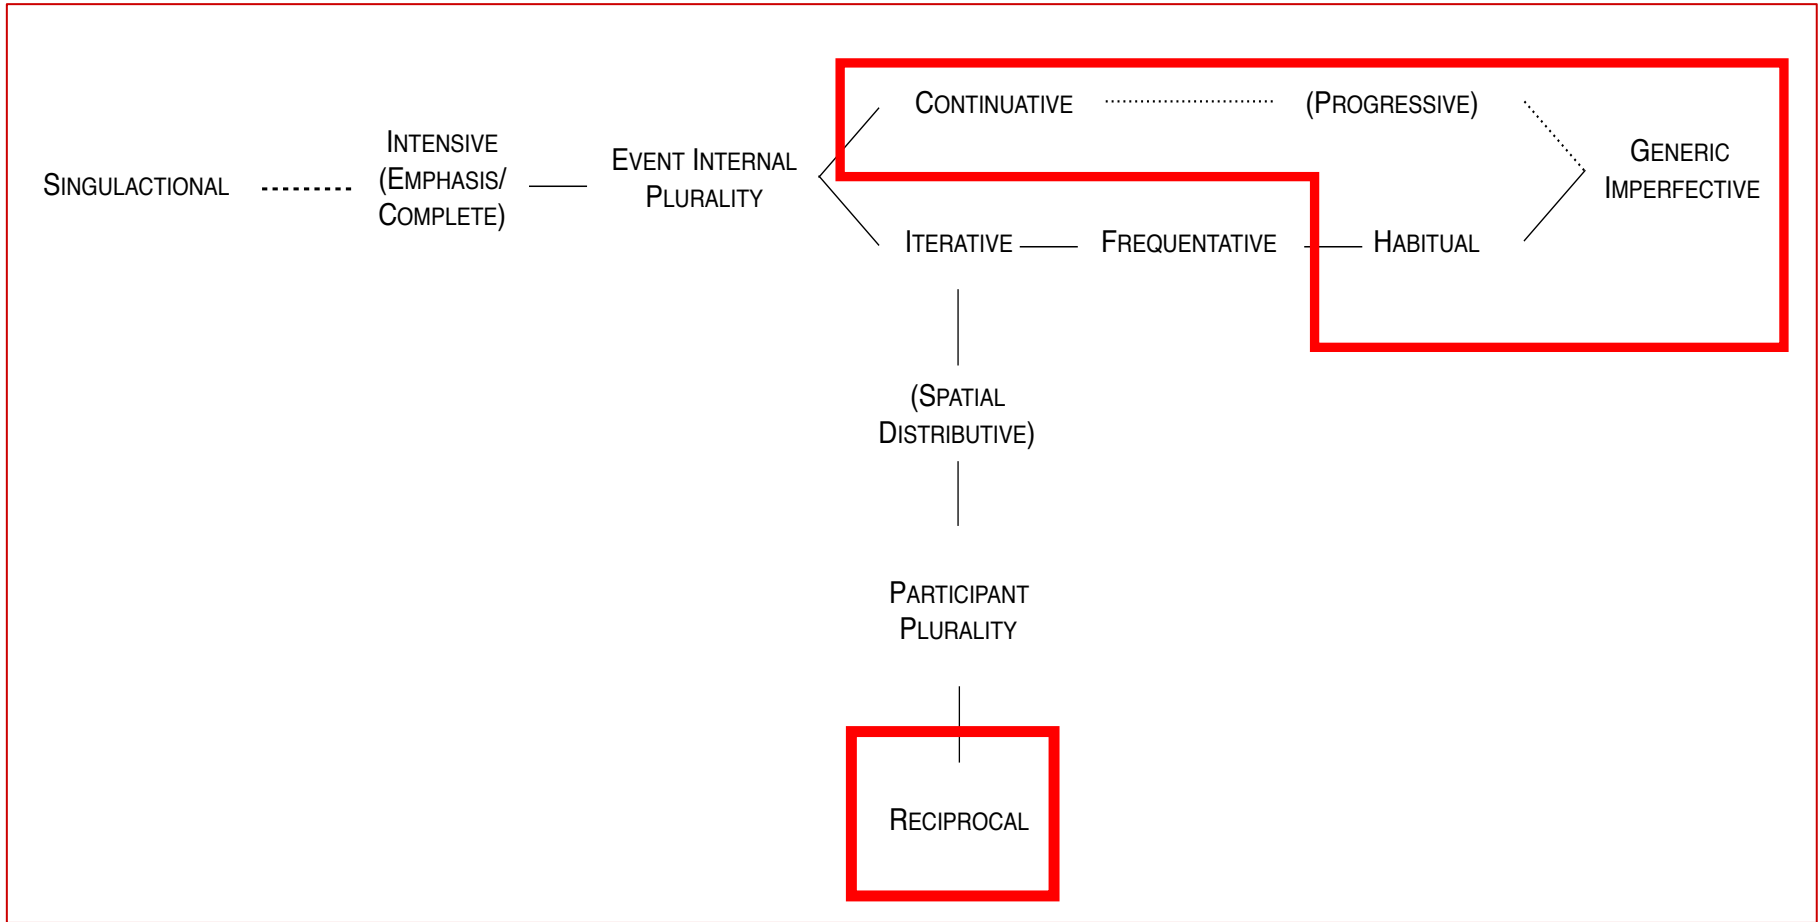 SINGULACTIONAL
INTENSIVE
(EMPHASIS/
COMPLETE)
EVENT INTERNAL
PLURALITY
CONTINUATIVE
(PROGRESSIVE)
GENERIC
IMPERFECTIVE
ITERATIVE
FREQUENTATIVE
HABITUAL
(SPATIAL
DISTRIBUTIVE)
PARTICIPANT
PLURALITY
RECIPROCAL